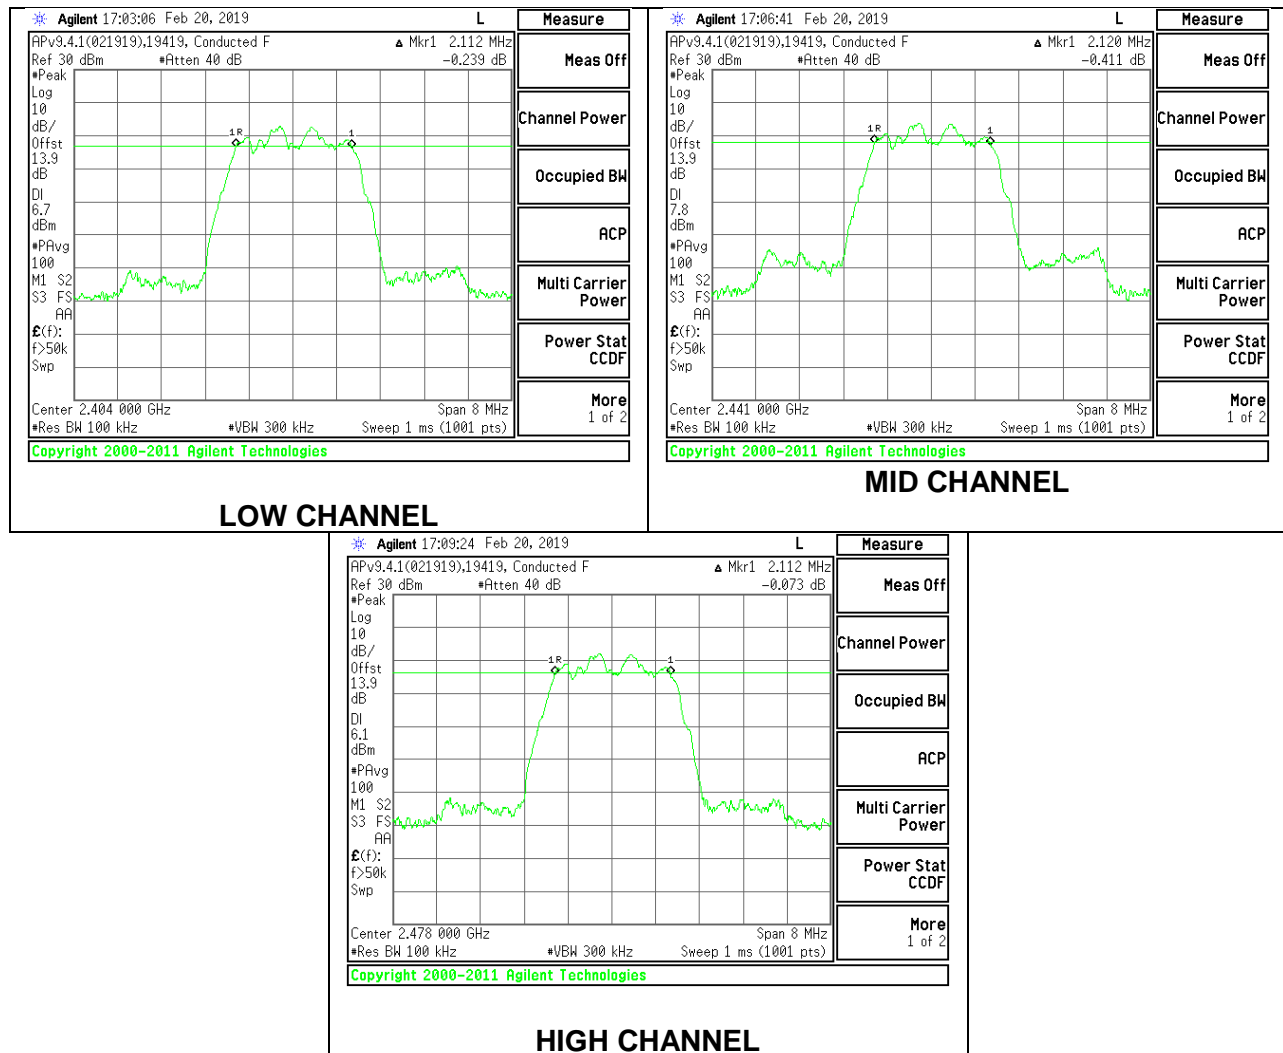 Agilent 17:03:06 Feb 20, 2019 L Measure
APv9.4.1(021919),19419, Conducted F ▵ Mkr1 2.112 MHz
Ref 30 dBm #Atten 40 dB -0.239 dB
Meas Off
#Peak
Log
10
dB/
Offst
13.9
dB
DI
6.7
dBm
#PAvg
100
M1 S2
S3 FS
AA
£(f):
f>50k
Swp
1R 1
Channel Power
Occupied BW
ACP
Multi Carrier
Power
Power Stat
CCDF
More
1 of 2
Center 2.404 000 GHz Span 8 MHz
#Res BW 100 kHz #VBW 300 kHz Sweep 1 ms (1001 pts)
Copyright 2000-2011 Agilent Technologies
LOW CHANNEL
Agilent 17:06:41 Feb 20, 2019 L Measure
APv9.4.1(021919),19419, Conducted F ▵ Mkr1 2.120 MHz
Ref 30 dBm #Atten 40 dB -0.411 dB
Meas Off
#Peak
Log
10
dB/
Offst
13.9
dB
DI
7.8
dBm
#PAvg
100
M1 S2
S3 FS
AA
£(f):
f>50k
Swp
1R 1
Channel Power
Occupied BW
ACP
Multi Carrier
Power
Power Stat
CCDF
More
1 of 2
Center 2.441 000 GHz Span 8 MHz
#Res BW 100 kHz #VBW 300 kHz Sweep 1 ms (1001 pts)
Copyright 2000-2011 Agilent Technologies
MID CHANNEL
Agilent 17:09:24 Feb 20, 2019 L Measure
APv9.4.1(021919),19419, Conducted F ▵ Mkr1 2.112 MHz
Ref 30 dBm #Atten 40 dB -0.073 dB
Meas Off
#Peak
Log
10
dB/
Offst
13.9
dB
DI
6.1
dBm
#PAvg
100
M1 S2
S3 FS
AA
£(f):
f>50k
Swp
1R 1
Channel Power
Occupied BW
ACP
Multi Carrier
Power
Power Stat
CCDF
More
1 of 2
Center 2.478 000 GHz Span 8 MHz
#Res BW 100 kHz #VBW 300 kHz Sweep 1 ms (1001 pts)
Copyright 2000-2011 Agilent Technologies
HIGH CHANNEL